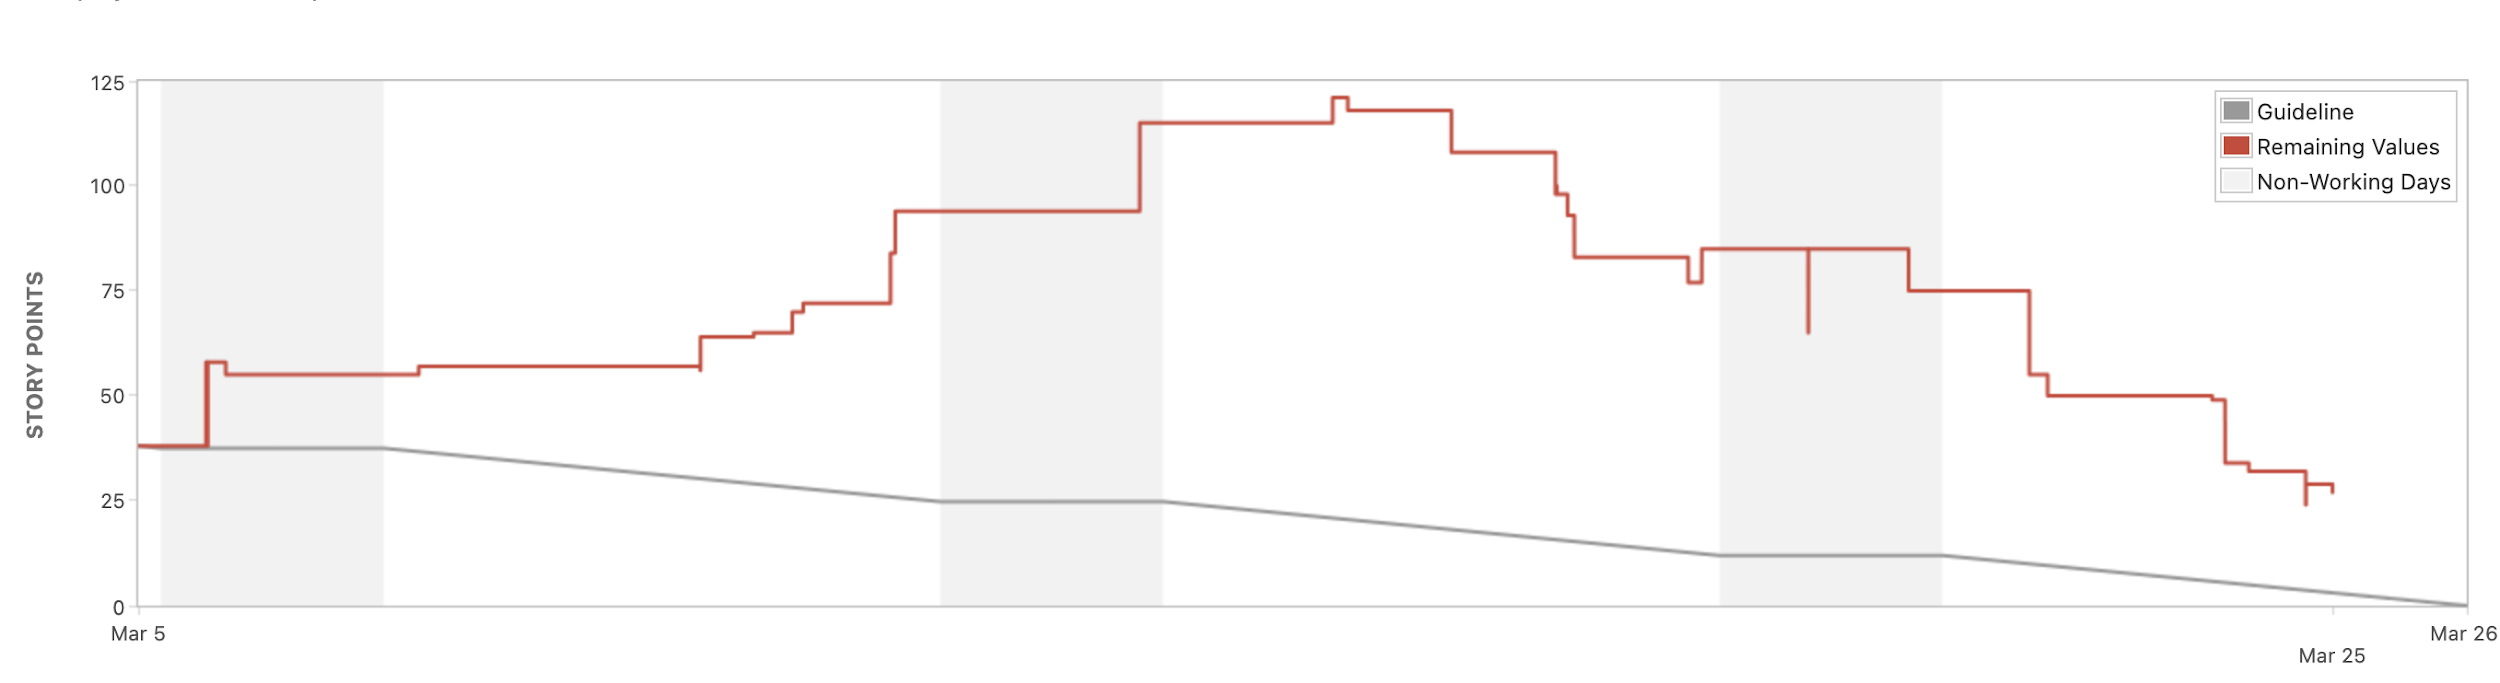 125
100
75
50
25
0
STORY POINTS
Guideline
Remaining Values
Non-Working Days
Mar 5
Mar 26
Mar 25